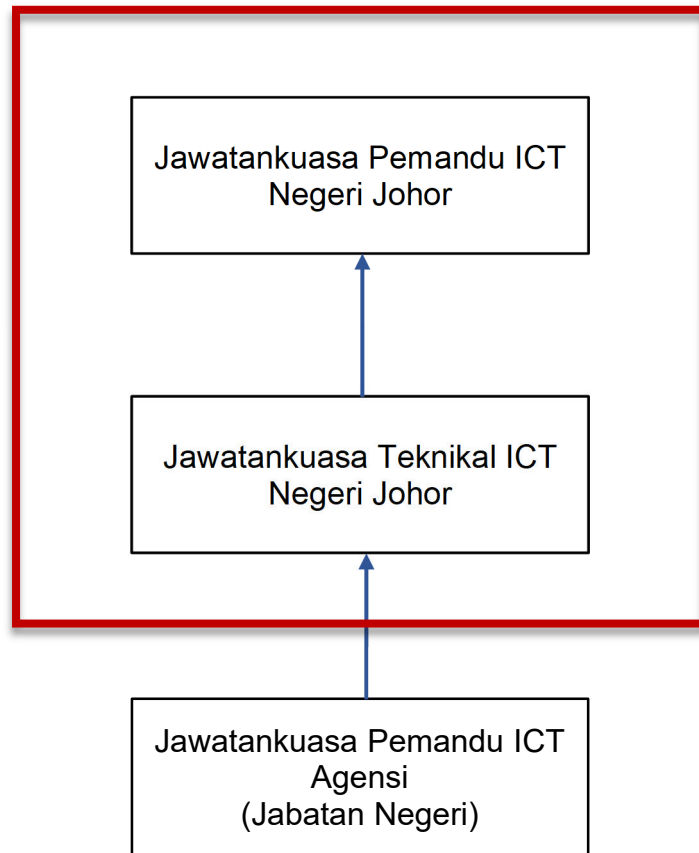 Jawatankuasa Pemandu ICT
Negeri Johor
Jawatankuasa Teknikal ICT
Negeri Johor
Jawatankuasa Pemandu ICT
Agensi
(Jabatan Negeri)